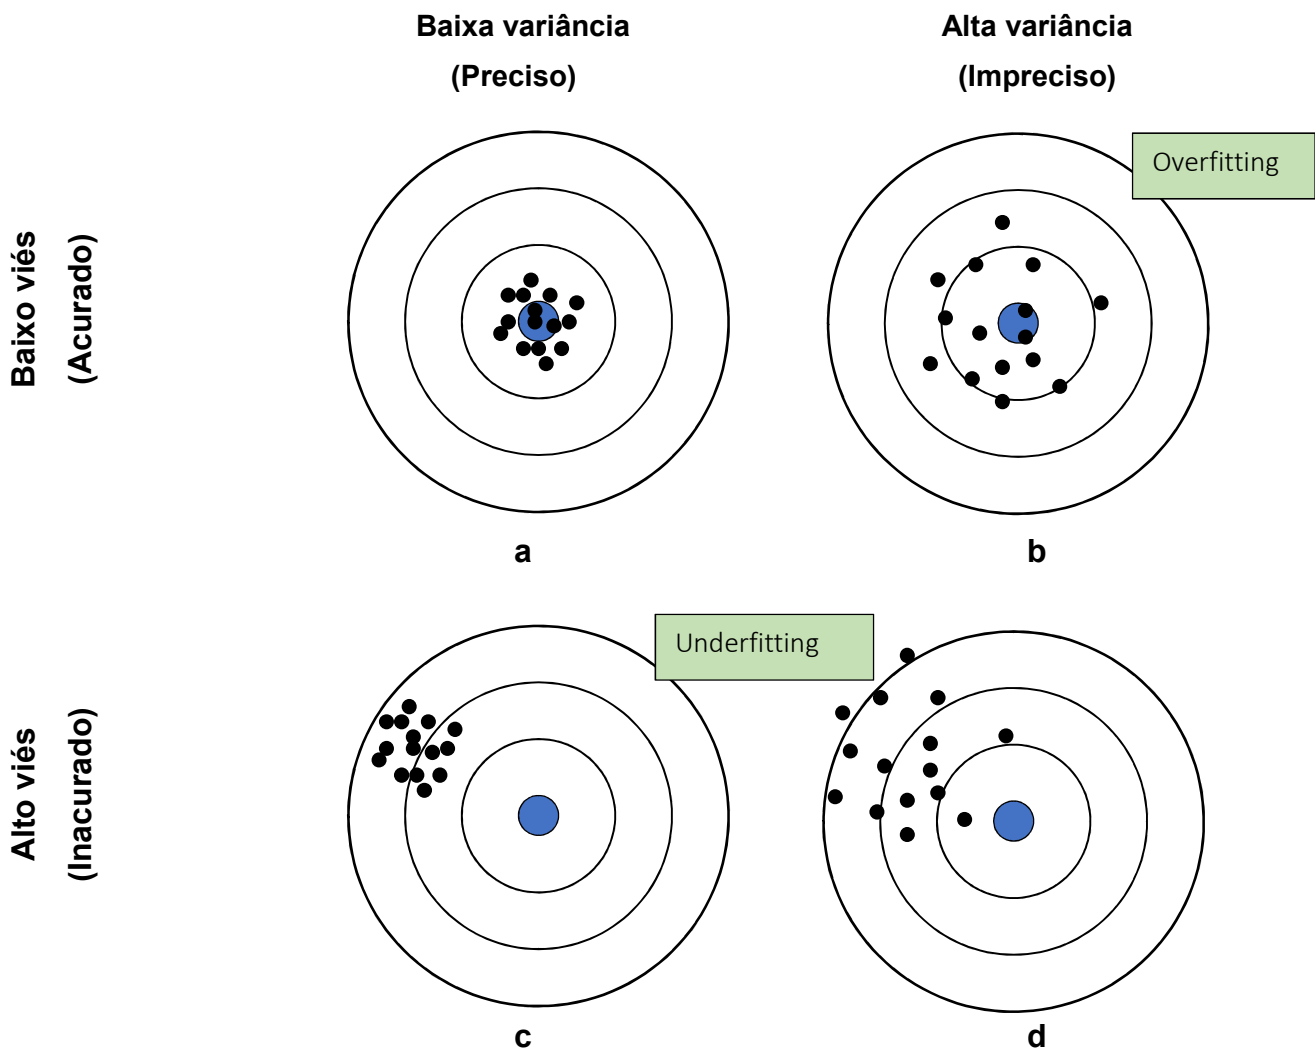 Baixa variância
(Preciso)
Alta variância
(Impreciso)
Baixo viés
(Acurado)
Overfitting
a
b
Alto viés
(Inacurado)
Underfitting
c
d